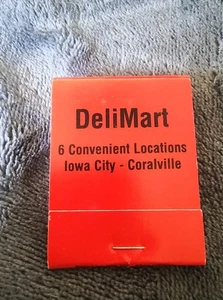 DeliMart
6 Convenient Locations
Iowa City - Coralville